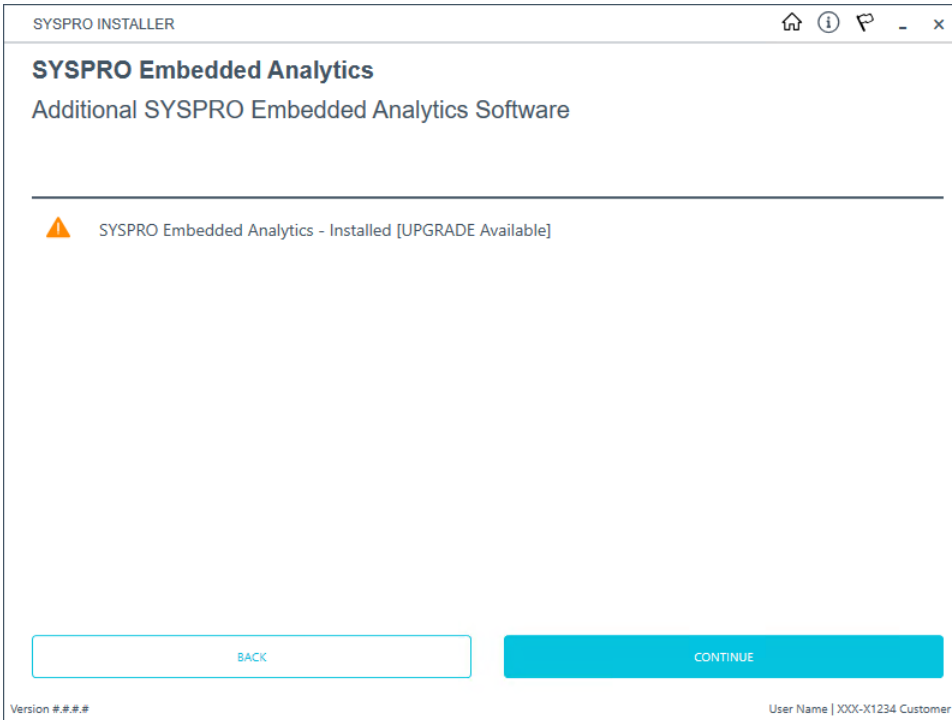 SYSPRO INSTALLER
SYSPRO Embedded Analytics
Additional SYSPRO Embedded Analytics Software
SYSPRO Embedded Analytics - Installed [UPGRADE Available]
BACK
CONTINUE
Version #.#.#.#
User Name | XXX-X1234 Customer